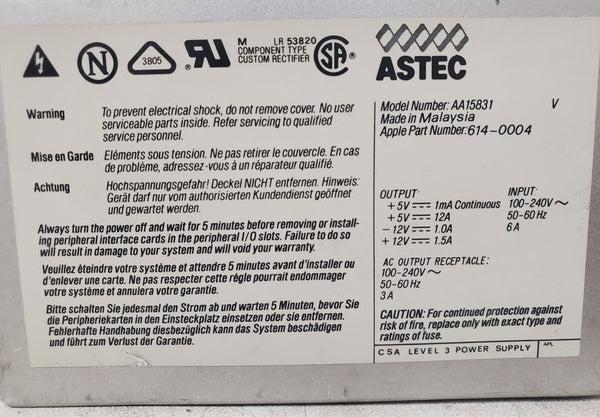 N
3805
RU
M LR 53820
COMPONENT TYPE
CUSTOM RECTIFIER
SA
ASTEC
Warning To prevent electrical shock, do not remove cover. No user
serviceable parts inside. Refer servicing to qualified
service personnel.
Mise en Garde Eléments sous tension. Ne pas retirer le couvercle. En cas
de problème, adressez-vous à un réparateur qualifié.
Achtung Hochspannungsgefahr! Deckel NICHT entfernen. Hinweis:
Gerät darf nur vom authorisierten Kundendienst geöffnet
und gewartet werden.
Always turn the power off and wait for 5 minutes before removing or install-
ing peripheral interface cards in the peripheral I/O slots. Failure to do so
will result in damage to your system and will void your warranty.
Veuillez éteindre votre système et attendre 5 minutes avant d'installer ou
d'enlever une carte. Ne pas respecter cette règle pourrait endommager
votre système et annulera votre garantie.
Bitte schalten Sie jedesmal den Strom ab und warten 5 Minuten, bevor Sie
die Peripheriekarten in den Einsteckplatz einsetzen oder sie entfernen.
Fehlerhafte Handhabung diesbezüglich kann das System beschädigen
und führt zum Verlust der Garantie.
Model Number: AA15831 V
Made in Malaysia
Apple Part Number: 614-0004
OUTPUT: INPUT:
+ 5V ⎓ 1mA Continuous 100-240V ~
+ 5V ⎓ 12A 50-60 Hz
– 12V ⎓ 1.0A 6A
+ 12V ⎓ 1.5A
AC OUTPUT RECEPTACLE:
100-240V ~
50-60 Hz
3 A
CAUTION: For continued protection against
risk of fire, replace only with exact type and
ratings of fuse.
CSA LEVEL 3 POWER SUPPLY APL